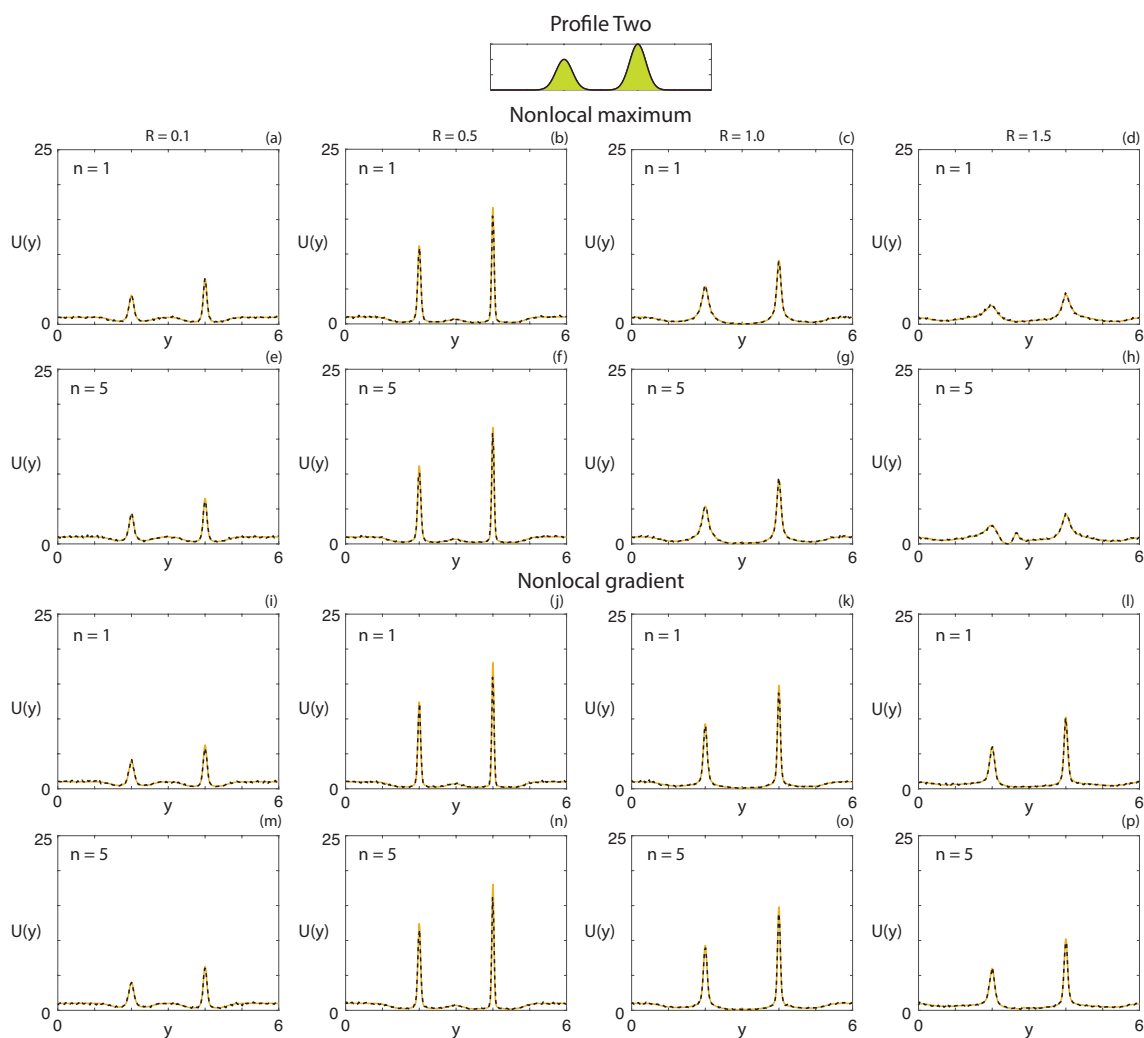 Profile Two
Nonlocal maximum
R = 0.1 (a) R = 0.5 (b) R = 1.0 (c) R = 1.5 (d)
25 25 25 25
n = 1 n = 1 n = 1 n = 1
U(y) U(y) U(y) U(y)
0 0 0 0
0 y 6 0 y 6 0 y 6 0 y 6
(e) (f) (g) (h)
25 25 25 25
n = 5 n = 5 n = 5 n = 5
U(y) U(y) U(y) U(y)
0 0 0 0
0 y 6 0 y 6 0 y 6 0 y 6
Nonlocal gradient
(i) (j) (k) (l)
25 25 25 25
n = 1 n = 1 n = 1 n = 1
U(y) U(y) U(y) U(y)
0 0 0 0
0 y 6 0 y 6 0 y 6 0 y 6
(m) (n) (o) (p)
25 25 25 25
n = 5 n = 5 n = 5 n = 5
U(y) U(y) U(y) U(y)
0 0 0 0
0 y 6 0 y 6 0 y 6 0 y 6